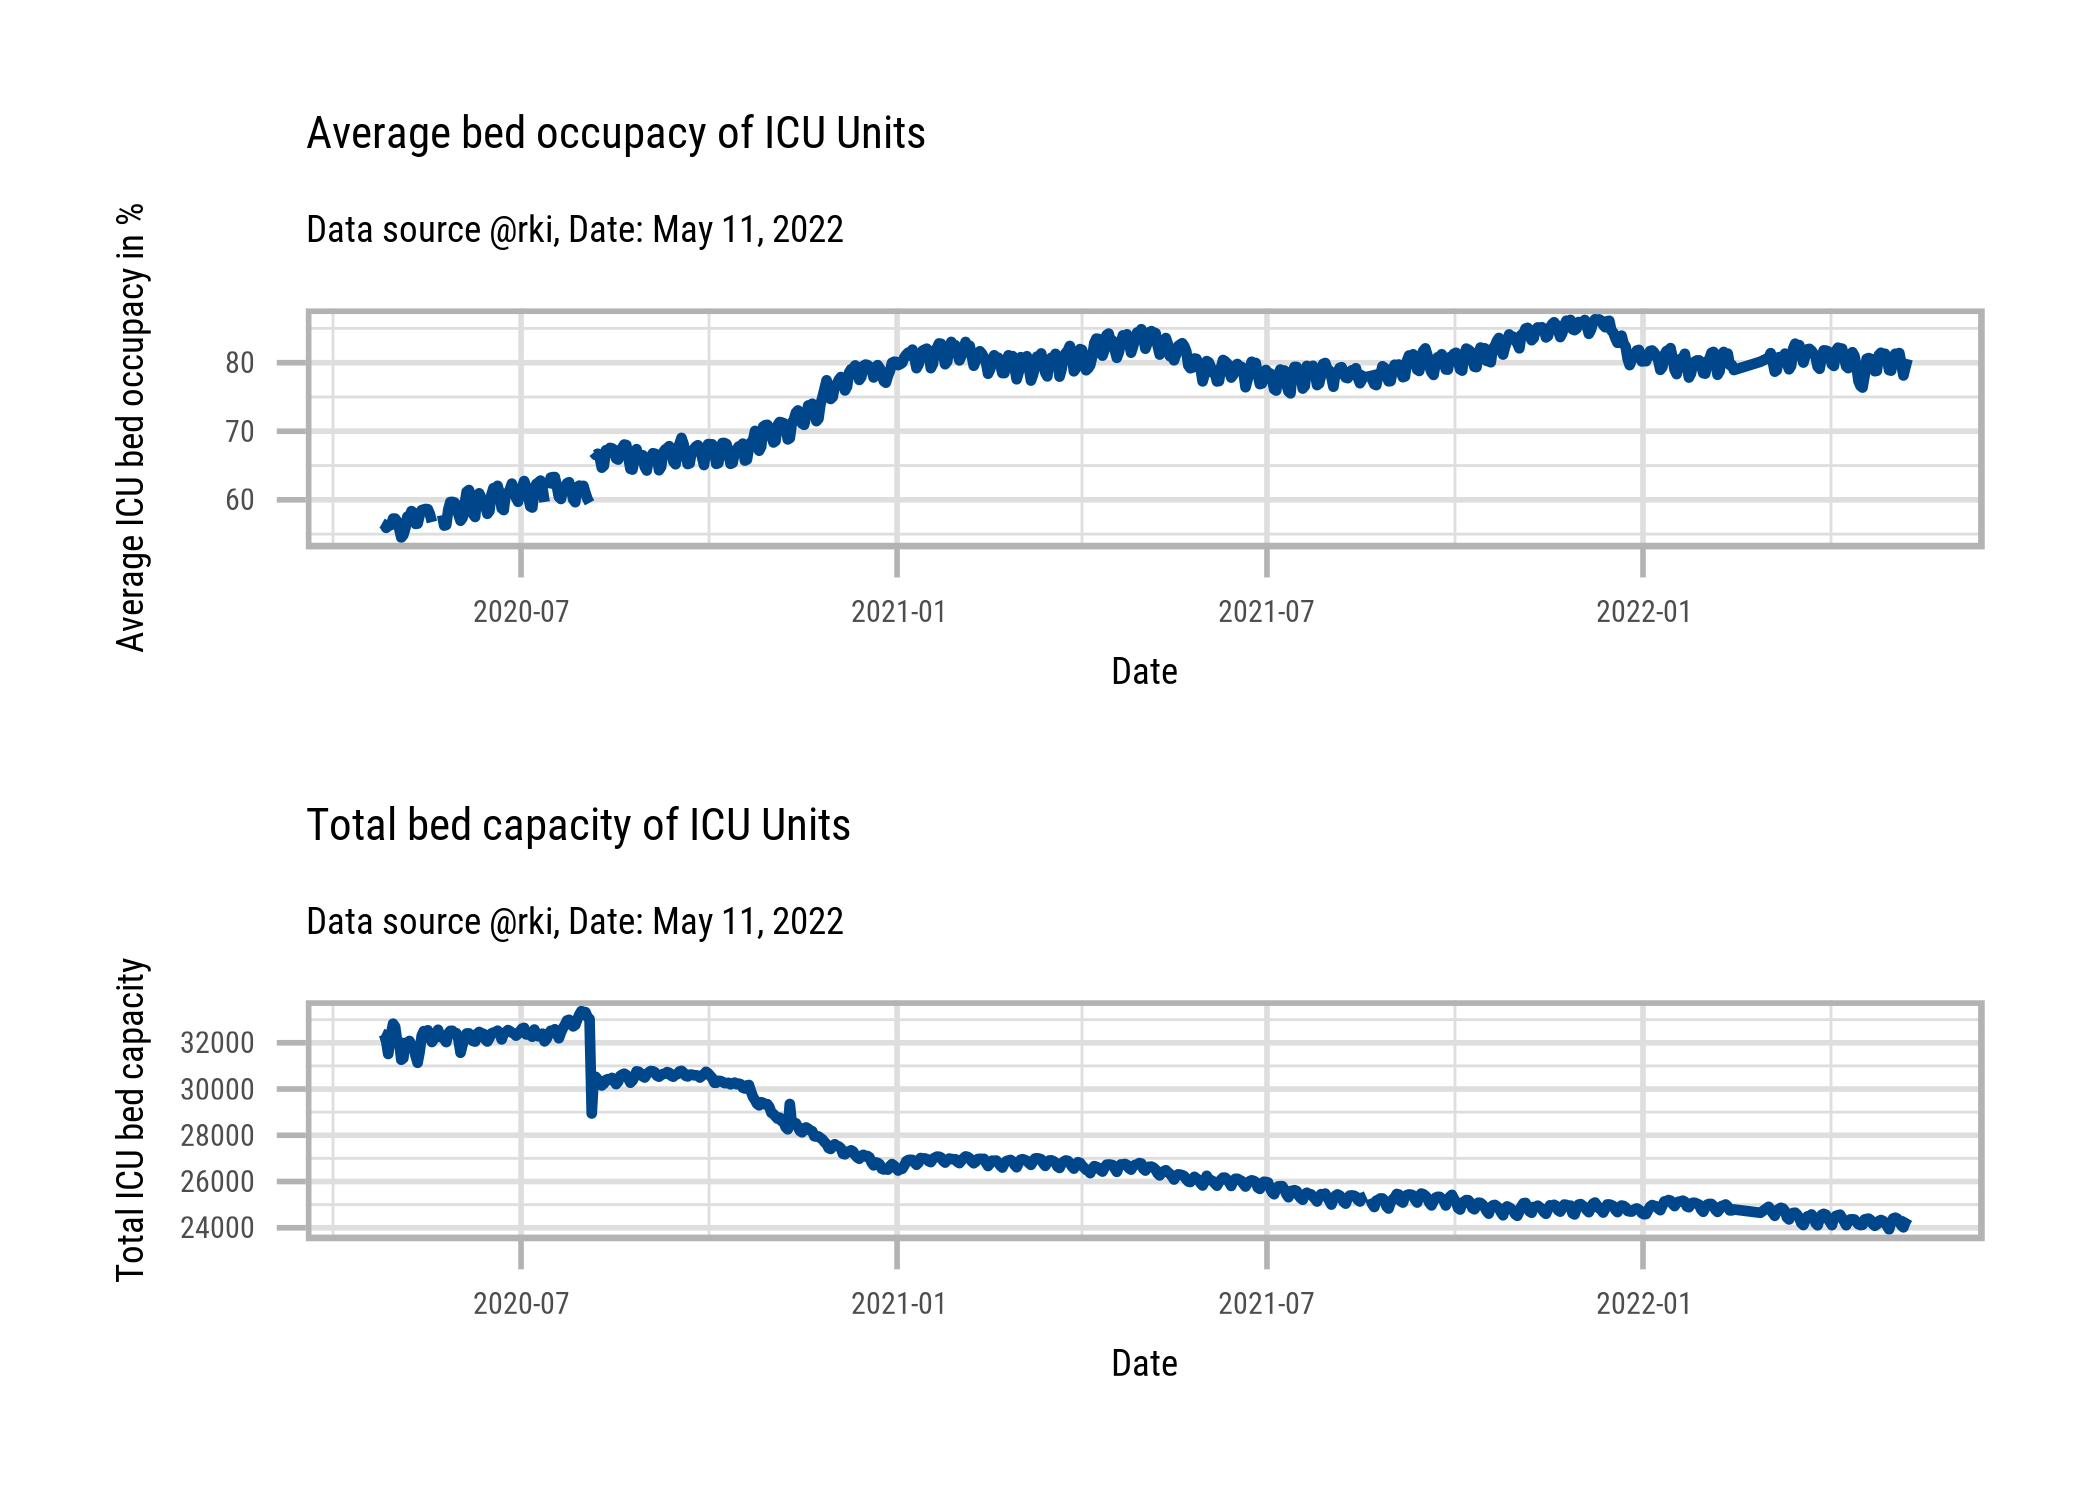 Average bed occupacy of ICU Units
Data source @rki, Date: May 11, 2022
Average ICU bed occupacy in %
80
70
60
2020-07
2021-01
2021-07
2022-01
Date
Total bed capacity of ICU Units
Data source @rki, Date: May 11, 2022
Total ICU bed capacity
32000
30000
28000
26000
24000
2020-07
2021-01
2021-07
2022-01
Date